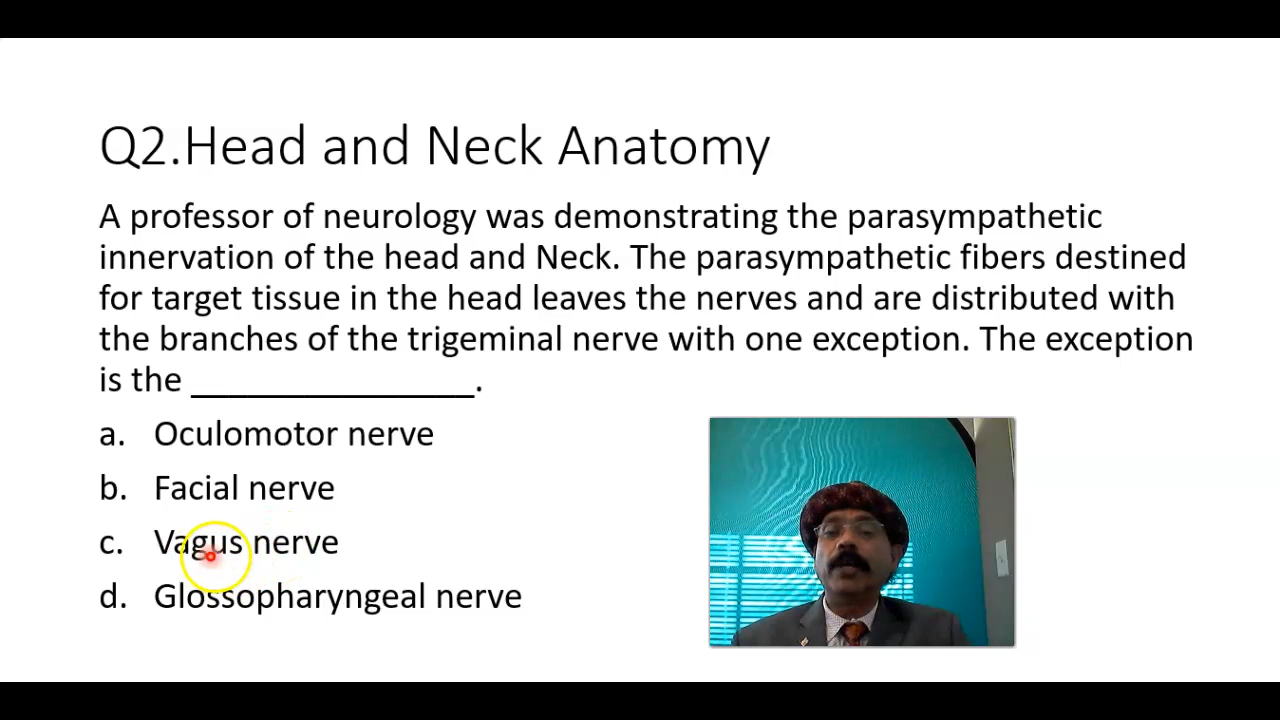 Q2.Head and Neck Anatomy
A professor of neurology was demonstrating the parasympathetic
innervation of the head and Neck. The parasympathetic fibers destined
for target tissue in the head leaves the nerves and are distributed with
the branches of the trigeminal nerve with one exception. The exception
is the _______________.
a. Oculomotor nerve
b. Facial nerve
c. Vagus nerve
d. Glossopharyngeal nerve